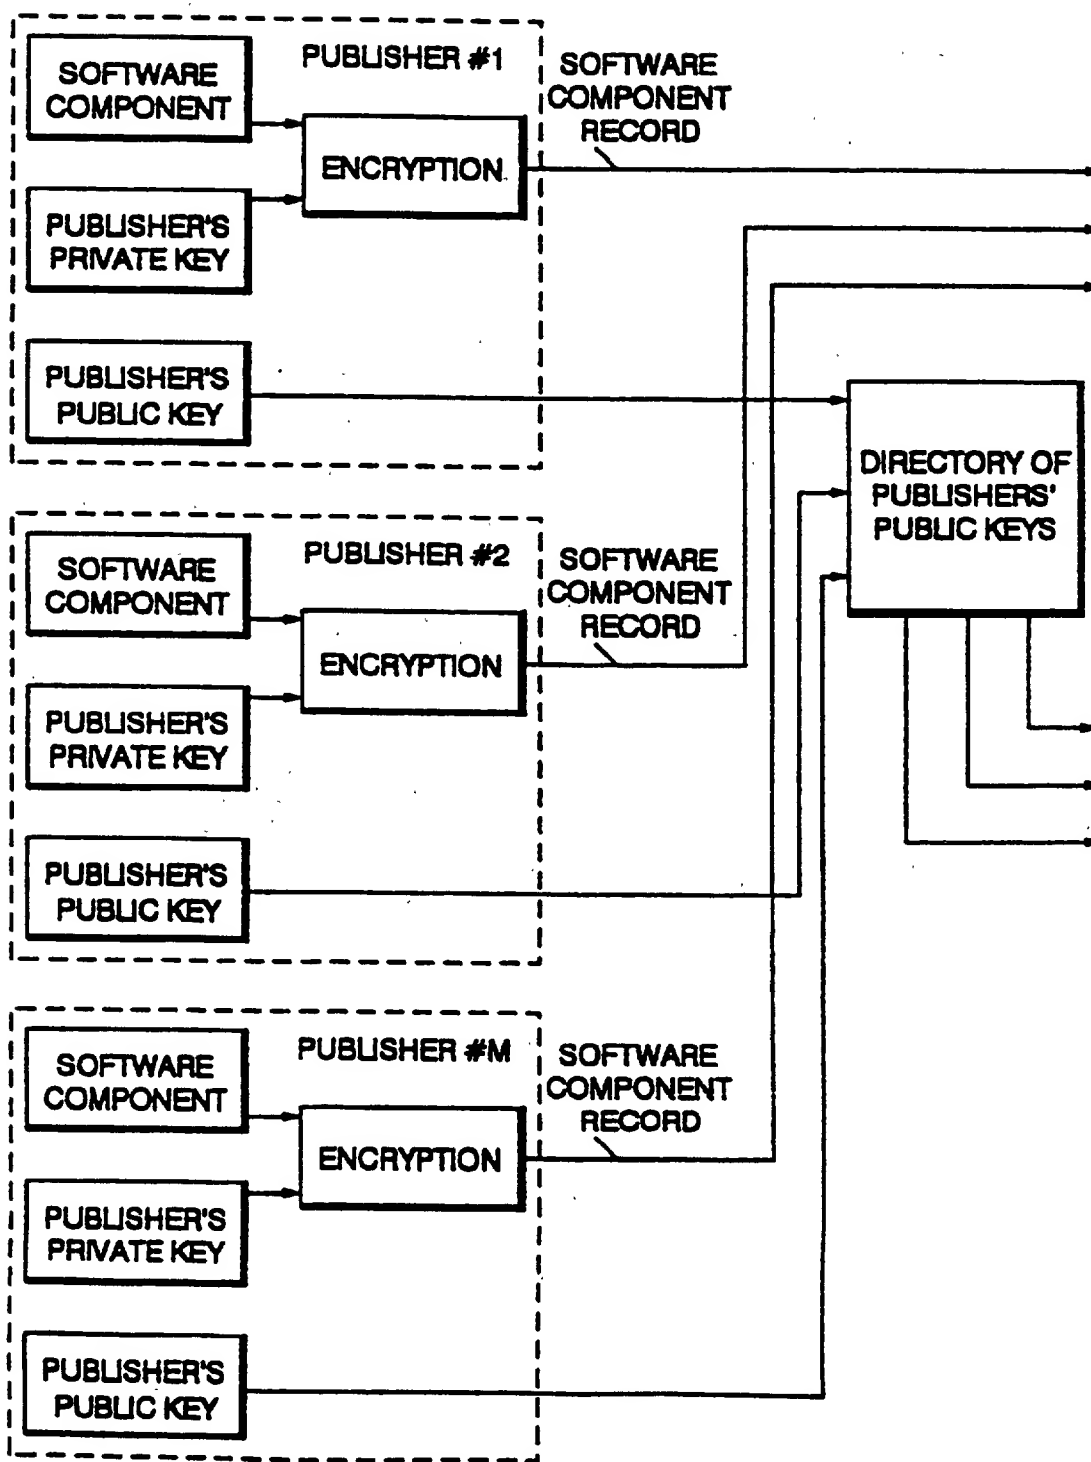 PUBLISHER #1
SOFTWARE
COMPONENT
ENCRYPTION
PUBLISHER'S
PRIVATE KEY
PUBLISHER'S
PUBLIC KEY
SOFTWARE
COMPONENT
RECORD
DIRECTORY OF
PUBLISHERS'
PUBLIC KEYS
PUBLISHER #2
SOFTWARE
COMPONENT
ENCRYPTION
PUBLISHER'S
PRIVATE KEY
PUBLISHER'S
PUBLIC KEY
SOFTWARE
COMPONENT
RECORD
PUBLISHER #M
SOFTWARE
COMPONENT
ENCRYPTION
PUBLISHER'S
PRIVATE KEY
PUBLISHER'S
PUBLIC KEY
SOFTWARE
COMPONENT
RECORD